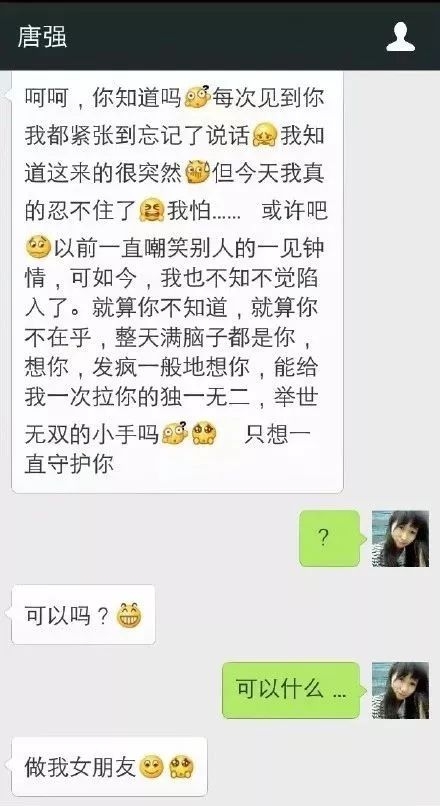 唐强
呵呵，你知道吗每次见到你
我都紧张到忘记了说话我知
道这来的很突然但今天我真
的忍不住了我怕…… 或许吧
以前一直嘲笑别人的一见钟
情，可如今，我也不知不觉陷
入了。就算你不知道，就算你
不在乎，整天满脑子都是你，
想你，发疯一般地想你，能给
我一次拉你的独一无二，举世
无双的小手吗 只想一
直守护你
？
可以吗？
可以什么 ...
做我女朋友